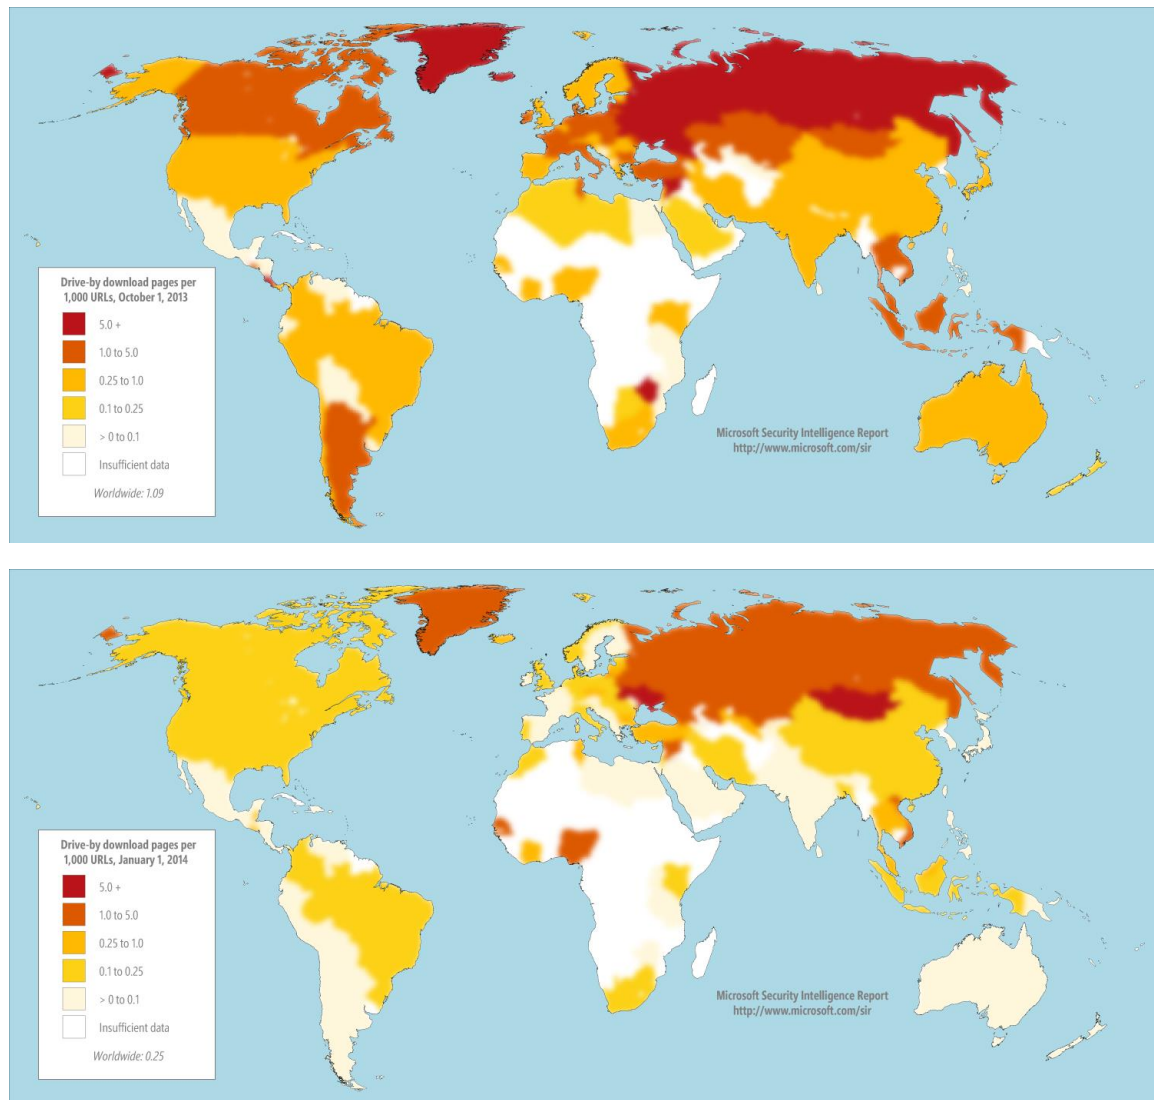 Drive-by download pages per
1,000 URLs, October 1, 2013
5.0 +
1.0 to 5.0
0.25 to 1.0
0.1 to 0.25
> 0 to 0.1
Insufficient data
Worldwide: 1.09
Microsoft Security Intelligence Report
http://www.microsoft.com/sir
Drive-by download pages per
1,000 URLs, January 1, 2014
5.0 +
1.0 to 5.0
0.25 to 1.0
0.1 to 0.25
> 0 to 0.1
Insufficient data
Worldwide: 0.25
Microsoft Security Intelligence Report
http://www.microsoft.com/sir